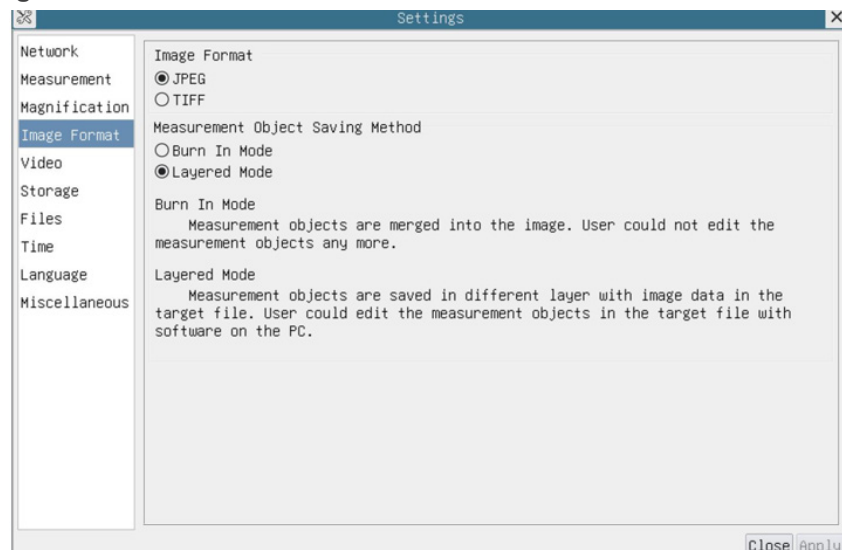 Settings
Network
Measurement
Magnification
Image Format
Video
Storage
Files
Time
Language
Miscellaneous
Image Format
JPEG
TIFF
Measurement Object Saving Method
Burn In Mode
Layered Mode
Burn In Mode
Measurement objects are merged into the image. User could not edit the
measurement objects any more.
Layered Mode
Measurement objects are saved in different layer with image data in the
target file. User could edit the measurement objects in the target file with
software on the PC.
Close Apply